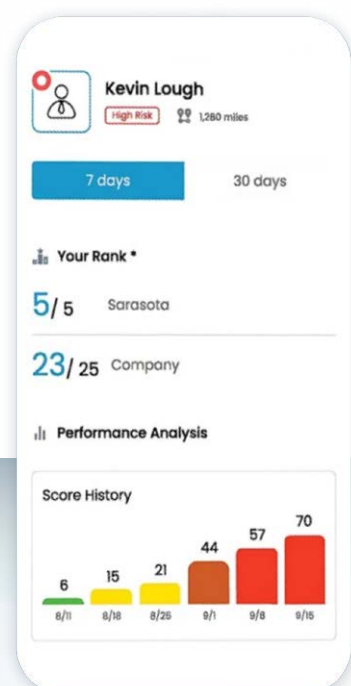 Kevin Lough
High Risk 1,280 miles
7 days 30 days
Your Rank *
5/ 5 Sarasota
23/ 25 Company
Performance Analysis
Score History
6 15 21 44 57 70
8/11 8/18 8/25 9/1 9/8 9/15